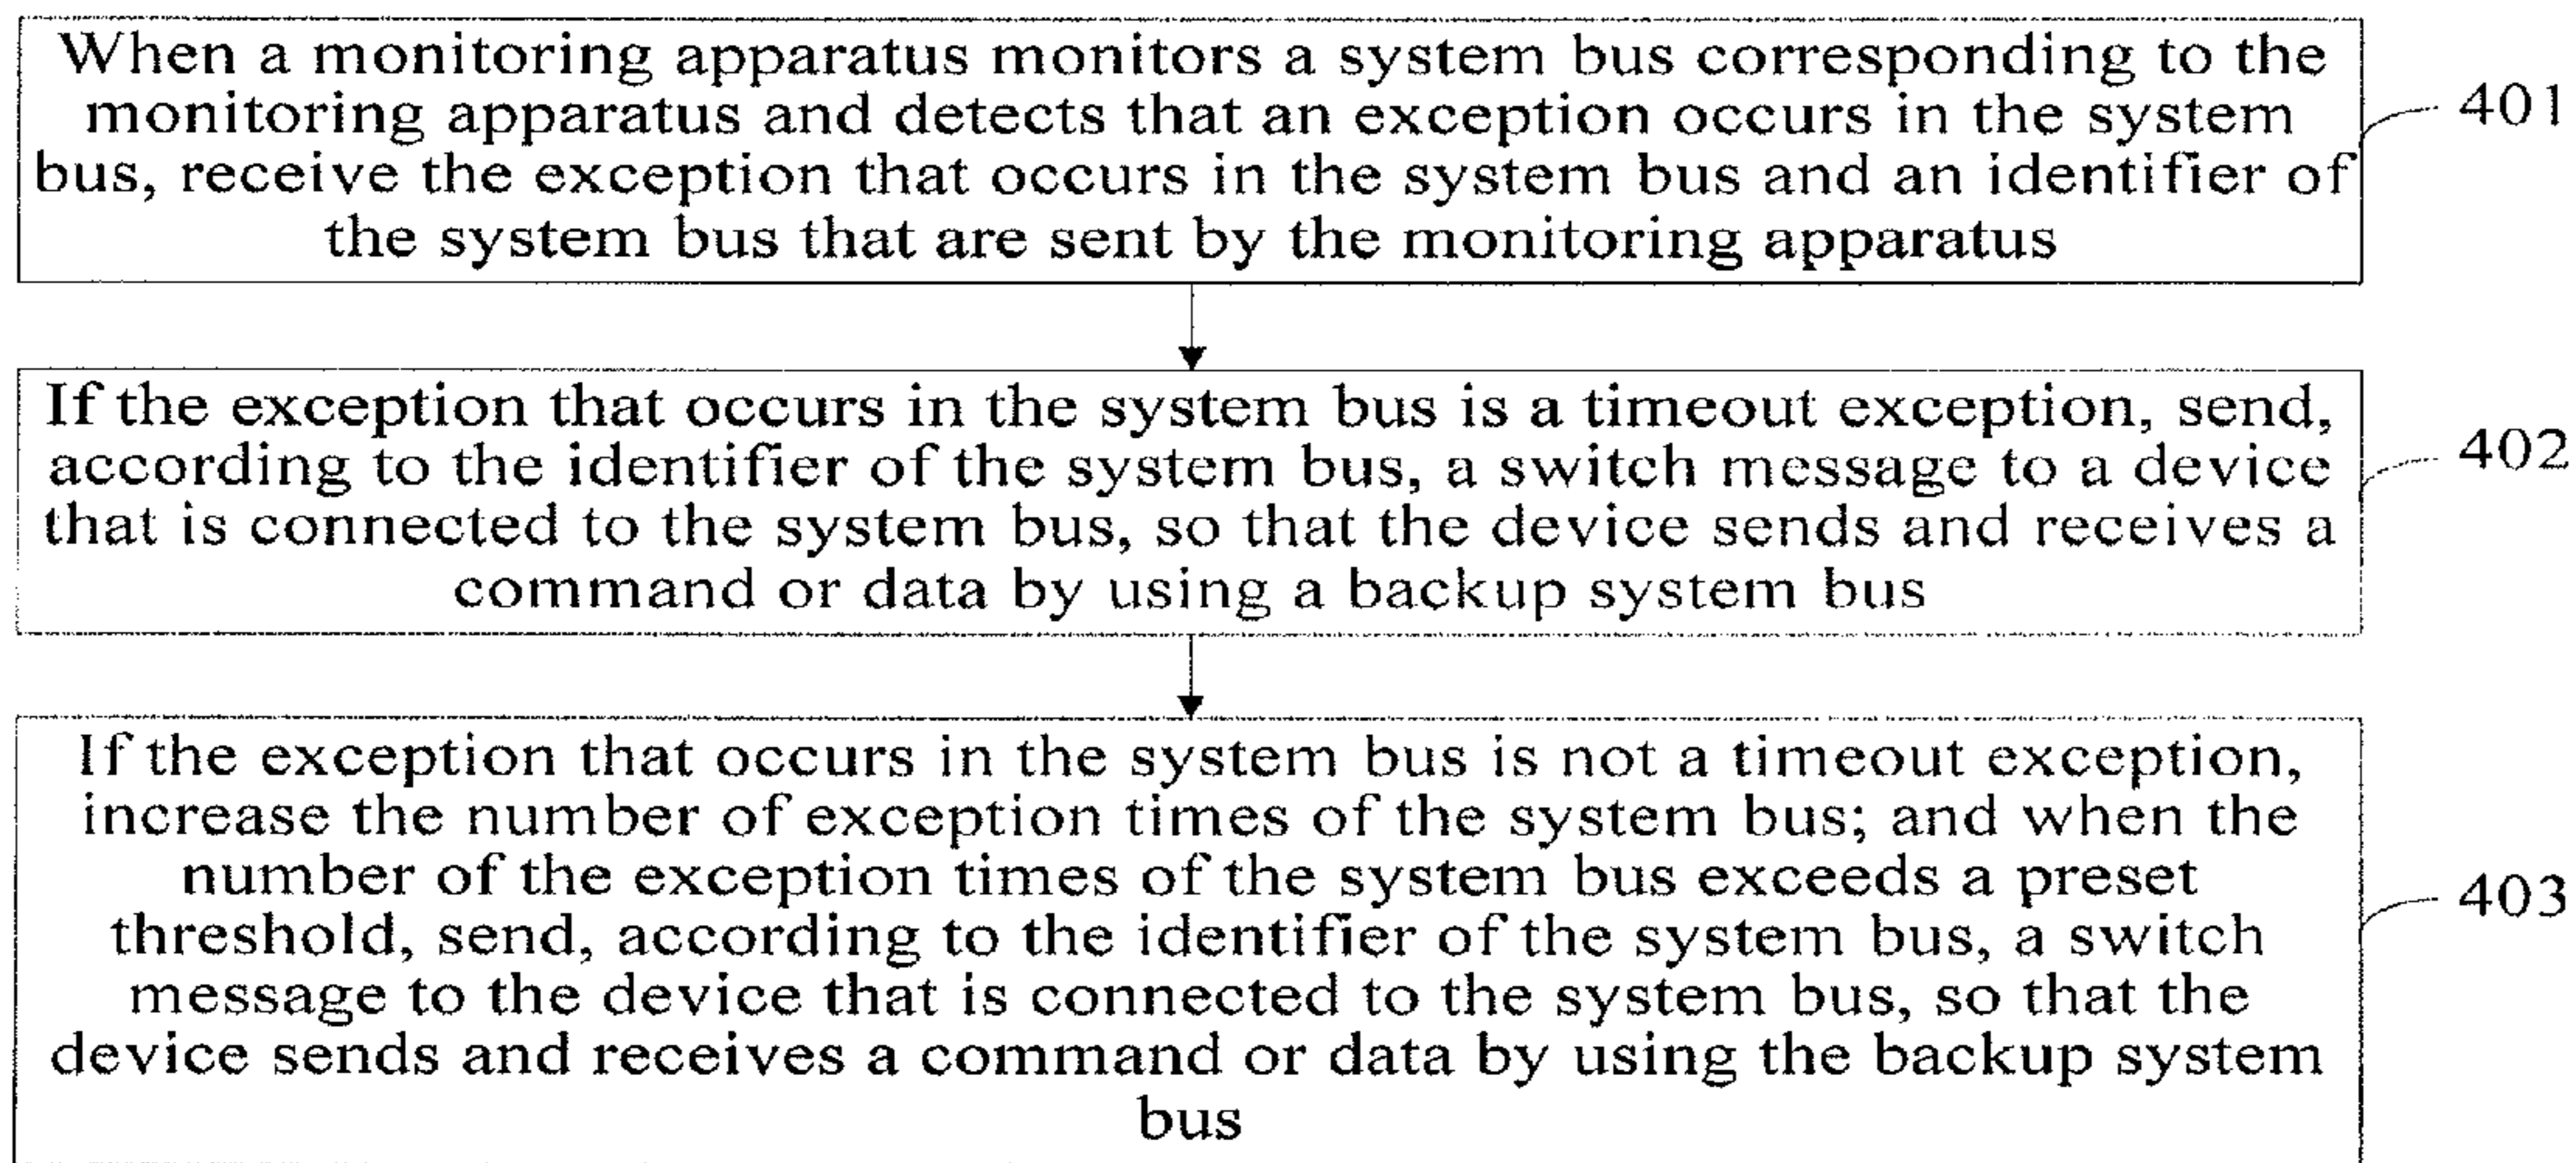 When a monitoring apparatus monitors a system bus corresponding to the
monitoring apparatus and detects that an exception occurs in the system
bus, receive the exception that occurs in the system bus and an identifier of
the system bus that are sent by the monitoring apparatus
401
If the exception that occurs in the system bus is a timeout exception, send,
according to the identifier of the system bus, a switch message to a device
that is connected to the system bus, so that the device sends and receives a
command or data by using a backup system bus
402
If the exception that occurs in the system bus is not a timeout exception,
increase the number of exception times of the system bus; and when the
number of the exception times of the system bus exceeds a preset
threshold, send, according to the identifier of the system bus, a switch
message to the device that is connected to the system bus, so that the
device sends and receives a command or data by using the backup system
bus
403